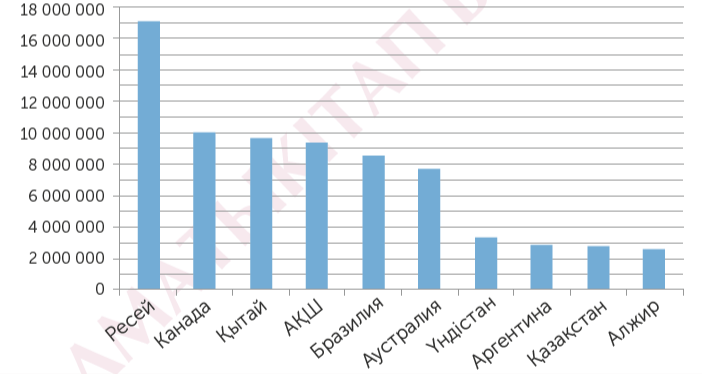 18 000 000
16 000 000
14 000 000
12 000 000
10 000 000
8 000 000
6 000 000
4 000 000
2 000 000
0
Ресей
Канада
Қытай
АҚШ
Бразилия
Аустралия
Үндістан
Аргентина
Қазақстан
Алжир
АМАТЫКІТАП